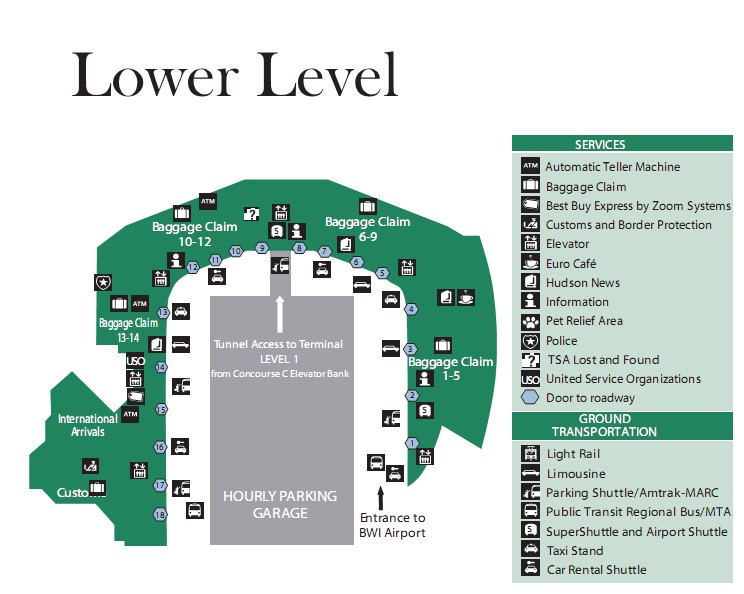 Lower Level
SERVICES
ATM Automatic Teller Machine
Baggage Claim
Best Buy Express by Zoom Systems
Customs and Border Protection
Elevator
Euro Café
Hudson News
Information
Pet Relief Area
Police
? TSA Lost and Found
USO United Service Organizations
Door to roadway
GROUND
TRANSPORTATION
Light Rail
Limousine
Parking Shuttle/Amtrak-MARC
Public Transit Regional Bus/MTA
S SuperShuttle and Airport Shuttle
Taxi Stand
Car Rental Shuttle
ATM
?
Baggage Claim
10-12
Baggage Claim
6-9
S
12
11
10
9
8
7
6
5
4
ATM
Baggage Claim
13-14
13
USO
14
ATM
15
International
Arrivals
16
Custo
17
18
Tunnel Access to Terminal
LEVEL 1
from Concourse C Elevator Bank
3
Baggage Claim
1-5
2
S
1
HOURLY PARKING
GARAGE
Entrance to
BWI Airport